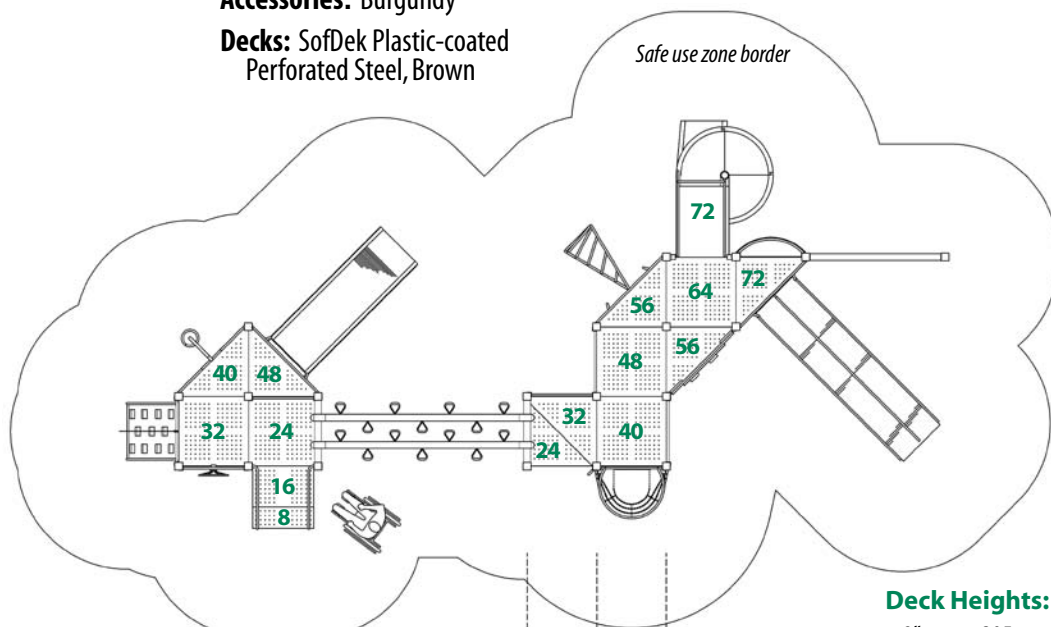 Accessories: Burgundy
Decks: SofDek Plastic-coated
Perforated Steel, Brown
Safe use zone border
72
72
64
56
56
48
40 48
32
24
32
40
24
16
8
Deck Heights: